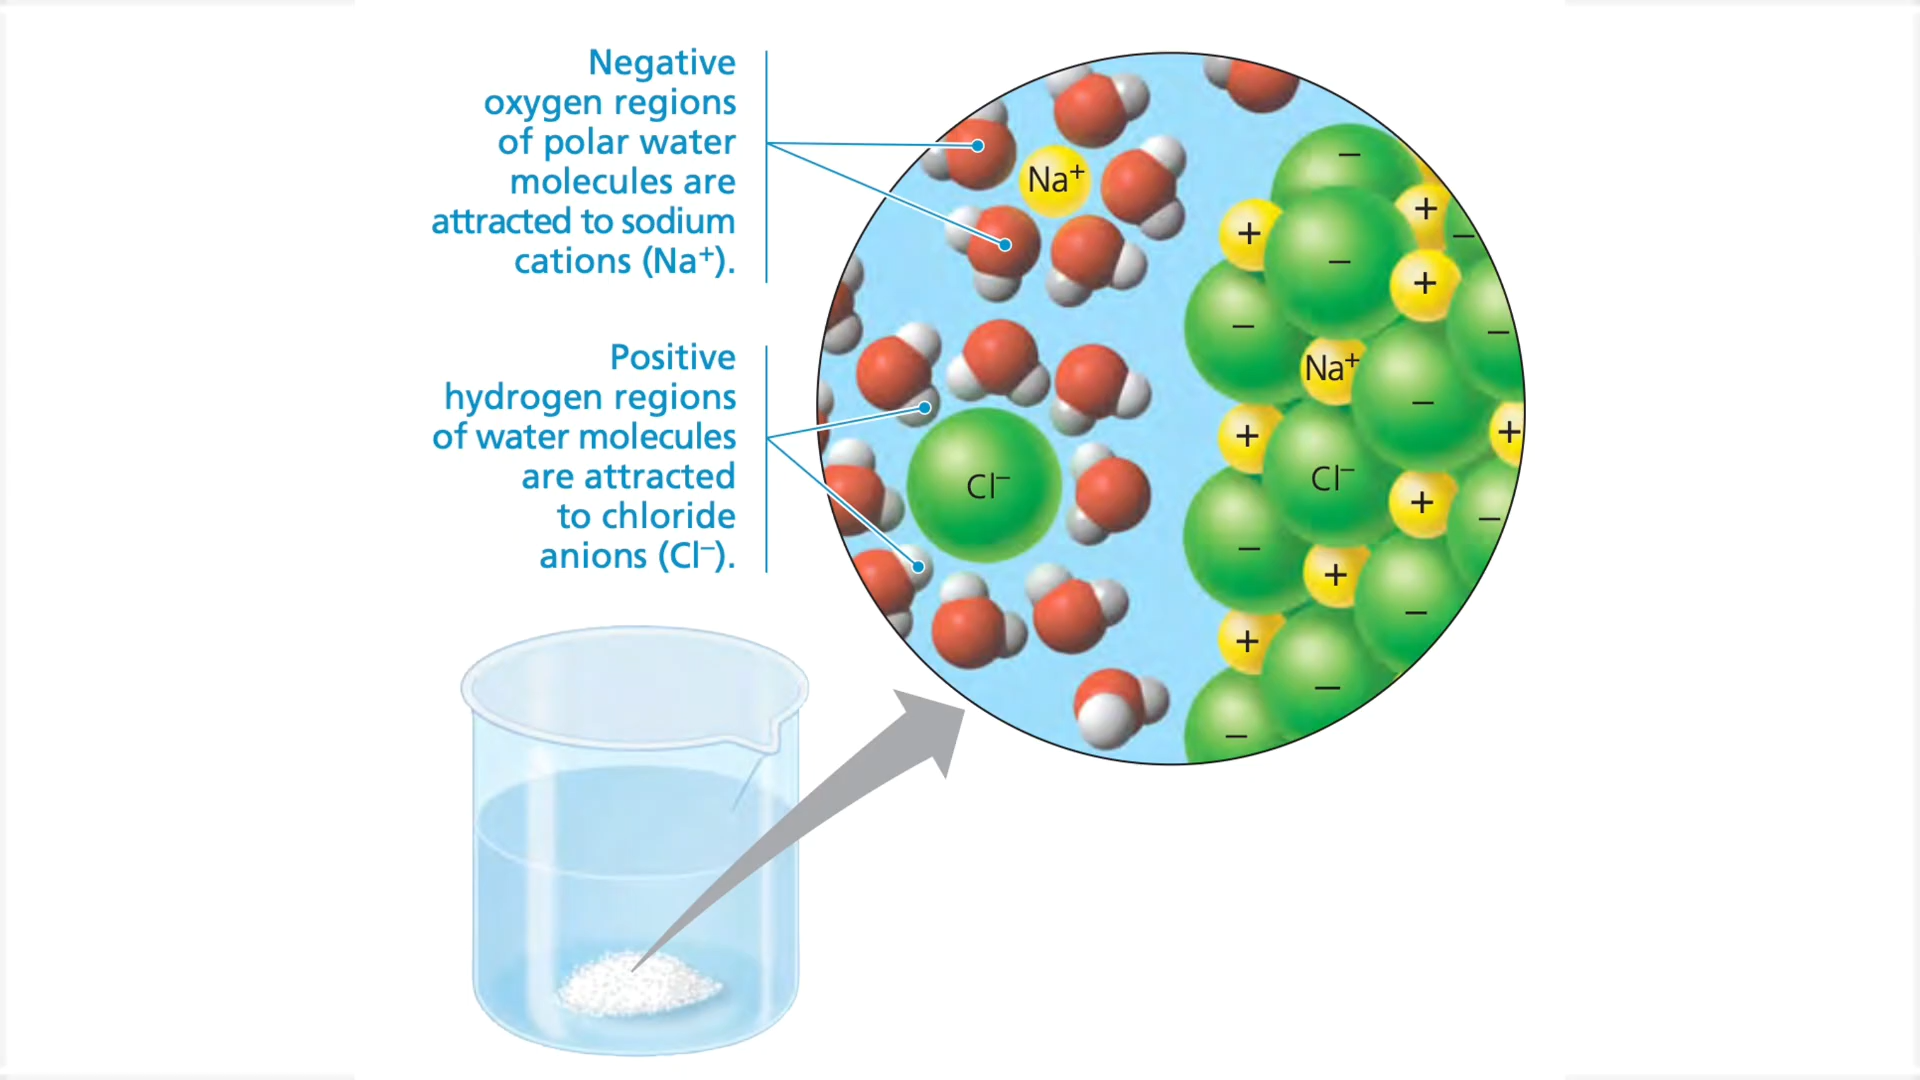 Negative
oxygen regions
of polar water
molecules are
attracted to sodium
cations (Na⁺).
Positive
hydrogen regions
of water molecules
are attracted
to chloride
anions (Cl⁻).
Na⁺
Cl⁻
−
+
−
+
−
+
−
−
Na⁺
−
+
−
+
Cl⁻
+
−
−
+
−
+
−
−